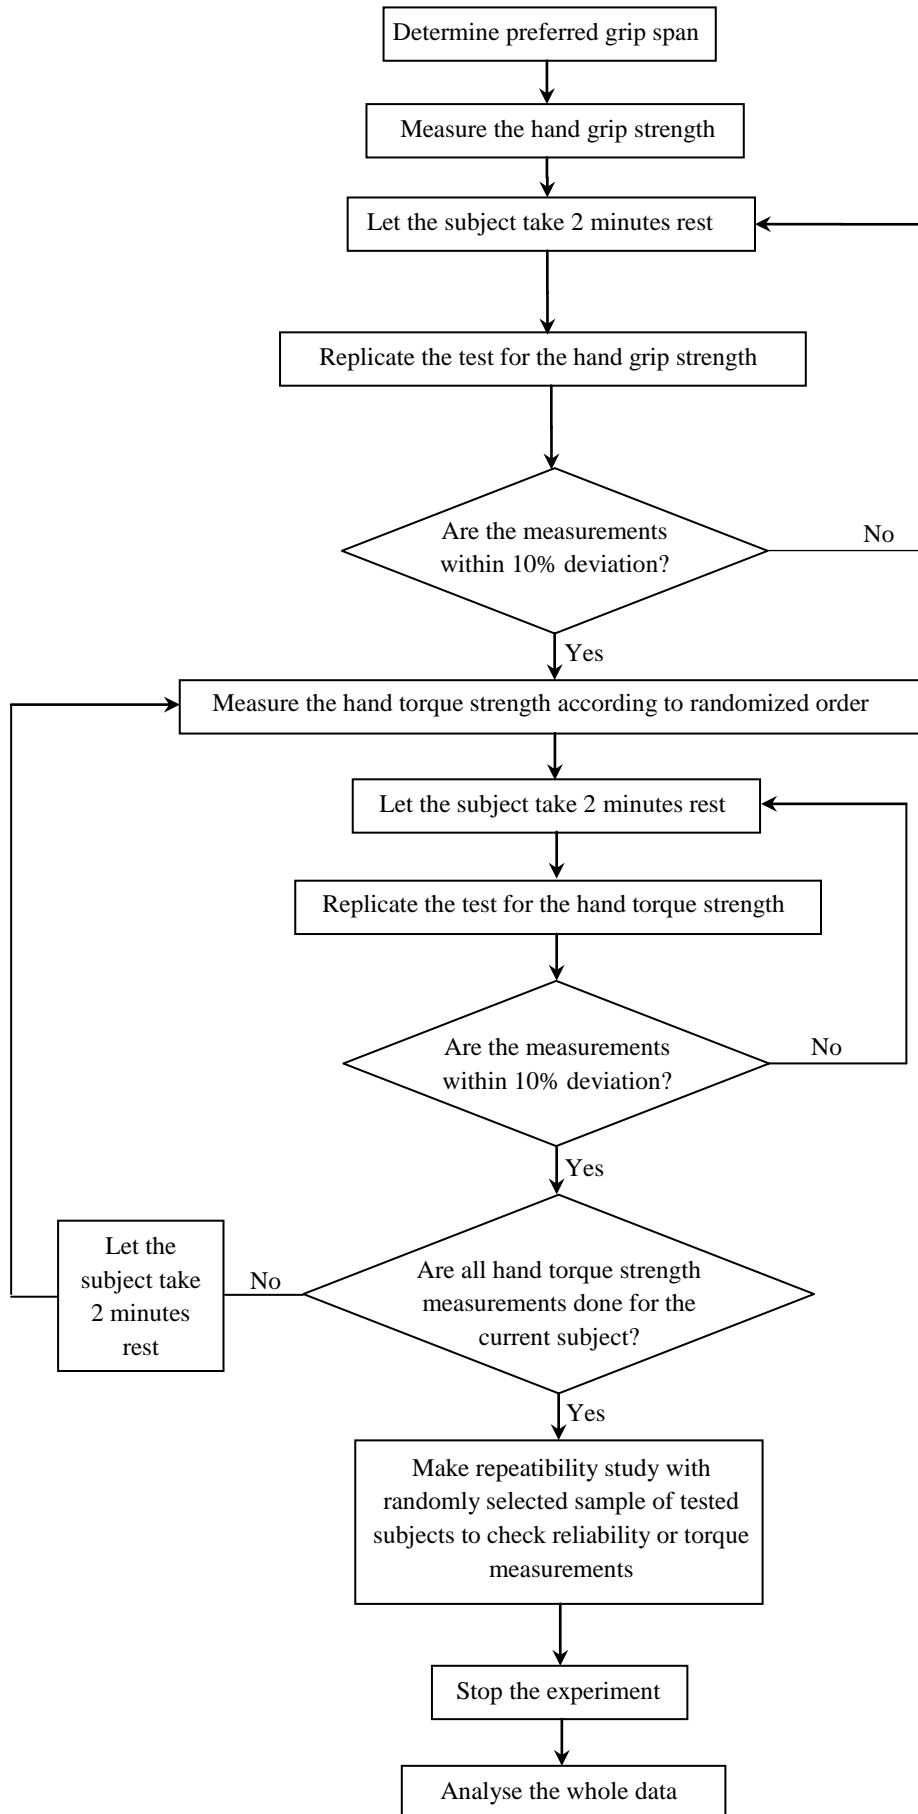 Determine preferred grip span
Measure the hand grip strength
Let the subject take 2 minutes rest
Replicate the test for the hand grip strength
Are the measurements
within 10% deviation?
No
Yes
Measure the hand torque strength according to randomized order
Let the subject take 2 minutes rest
Replicate the test for the hand torque strength
Are the measurements
within 10% deviation?
No
Yes
Are all hand torque strength
measurements done for the
current subject?
No
Let the
subject take
2 minutes
rest
Yes
Make repeatibility study with
randomly selected sample of tested
subjects to check reliability or torque
measurements
Stop the experiment
Analyse the whole data